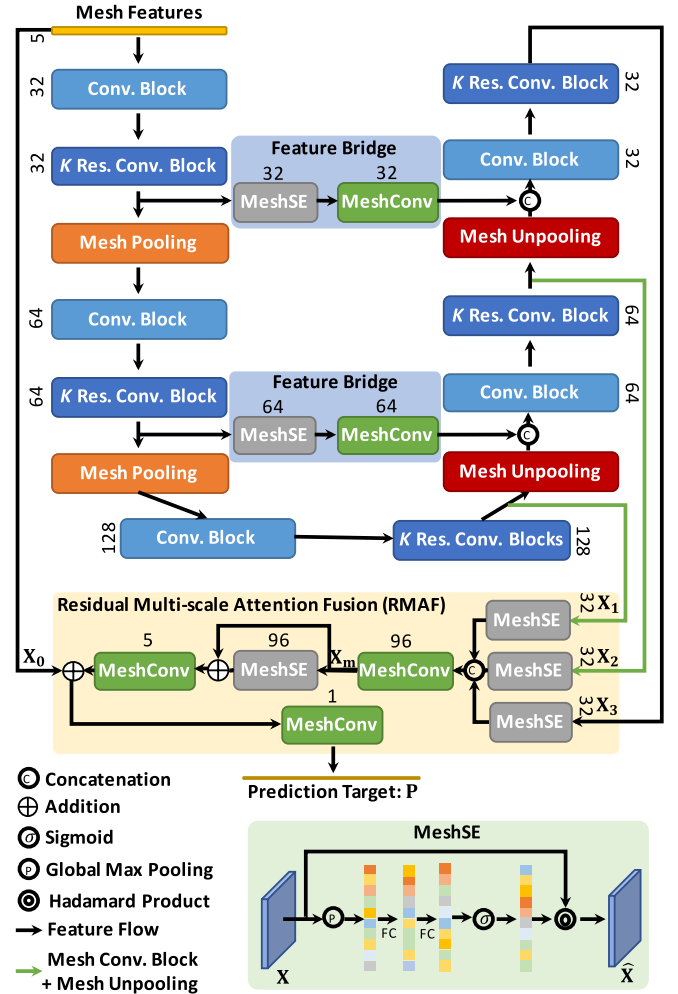 Mesh Features
5
32
Conv. Block
32
K Res. Conv. Block
Mesh Pooling
64
Conv. Block
64
K Res. Conv. Block
Mesh Pooling
128
Conv. Block
K Res. Conv. Blocks
128
Feature Bridge
32
32
MeshSE
MeshConv
Feature Bridge
64
64
MeshSE
MeshConv
K Res. Conv. Block
32
Conv. Block
32
C
Mesh Unpooling
K Res. Conv. Block
64
Conv. Block
64
C
Mesh Unpooling
Residual Multi-scale Attention Fusion (RMAF)
X₀
5
MeshConv
96
MeshSE
Xₘ
96
MeshConv
C
MeshSE
32
X₁
MeshSE
32
X₂
MeshSE
32
X₃
1
MeshConv
Prediction Target: P
C Concatenation
Addition
σ Sigmoid
P Global Max Pooling
Hadamard Product
Feature Flow
Mesh Conv. Block
+ Mesh Unpooling
MeshSE
X
P
FC
FC
σ
X̂